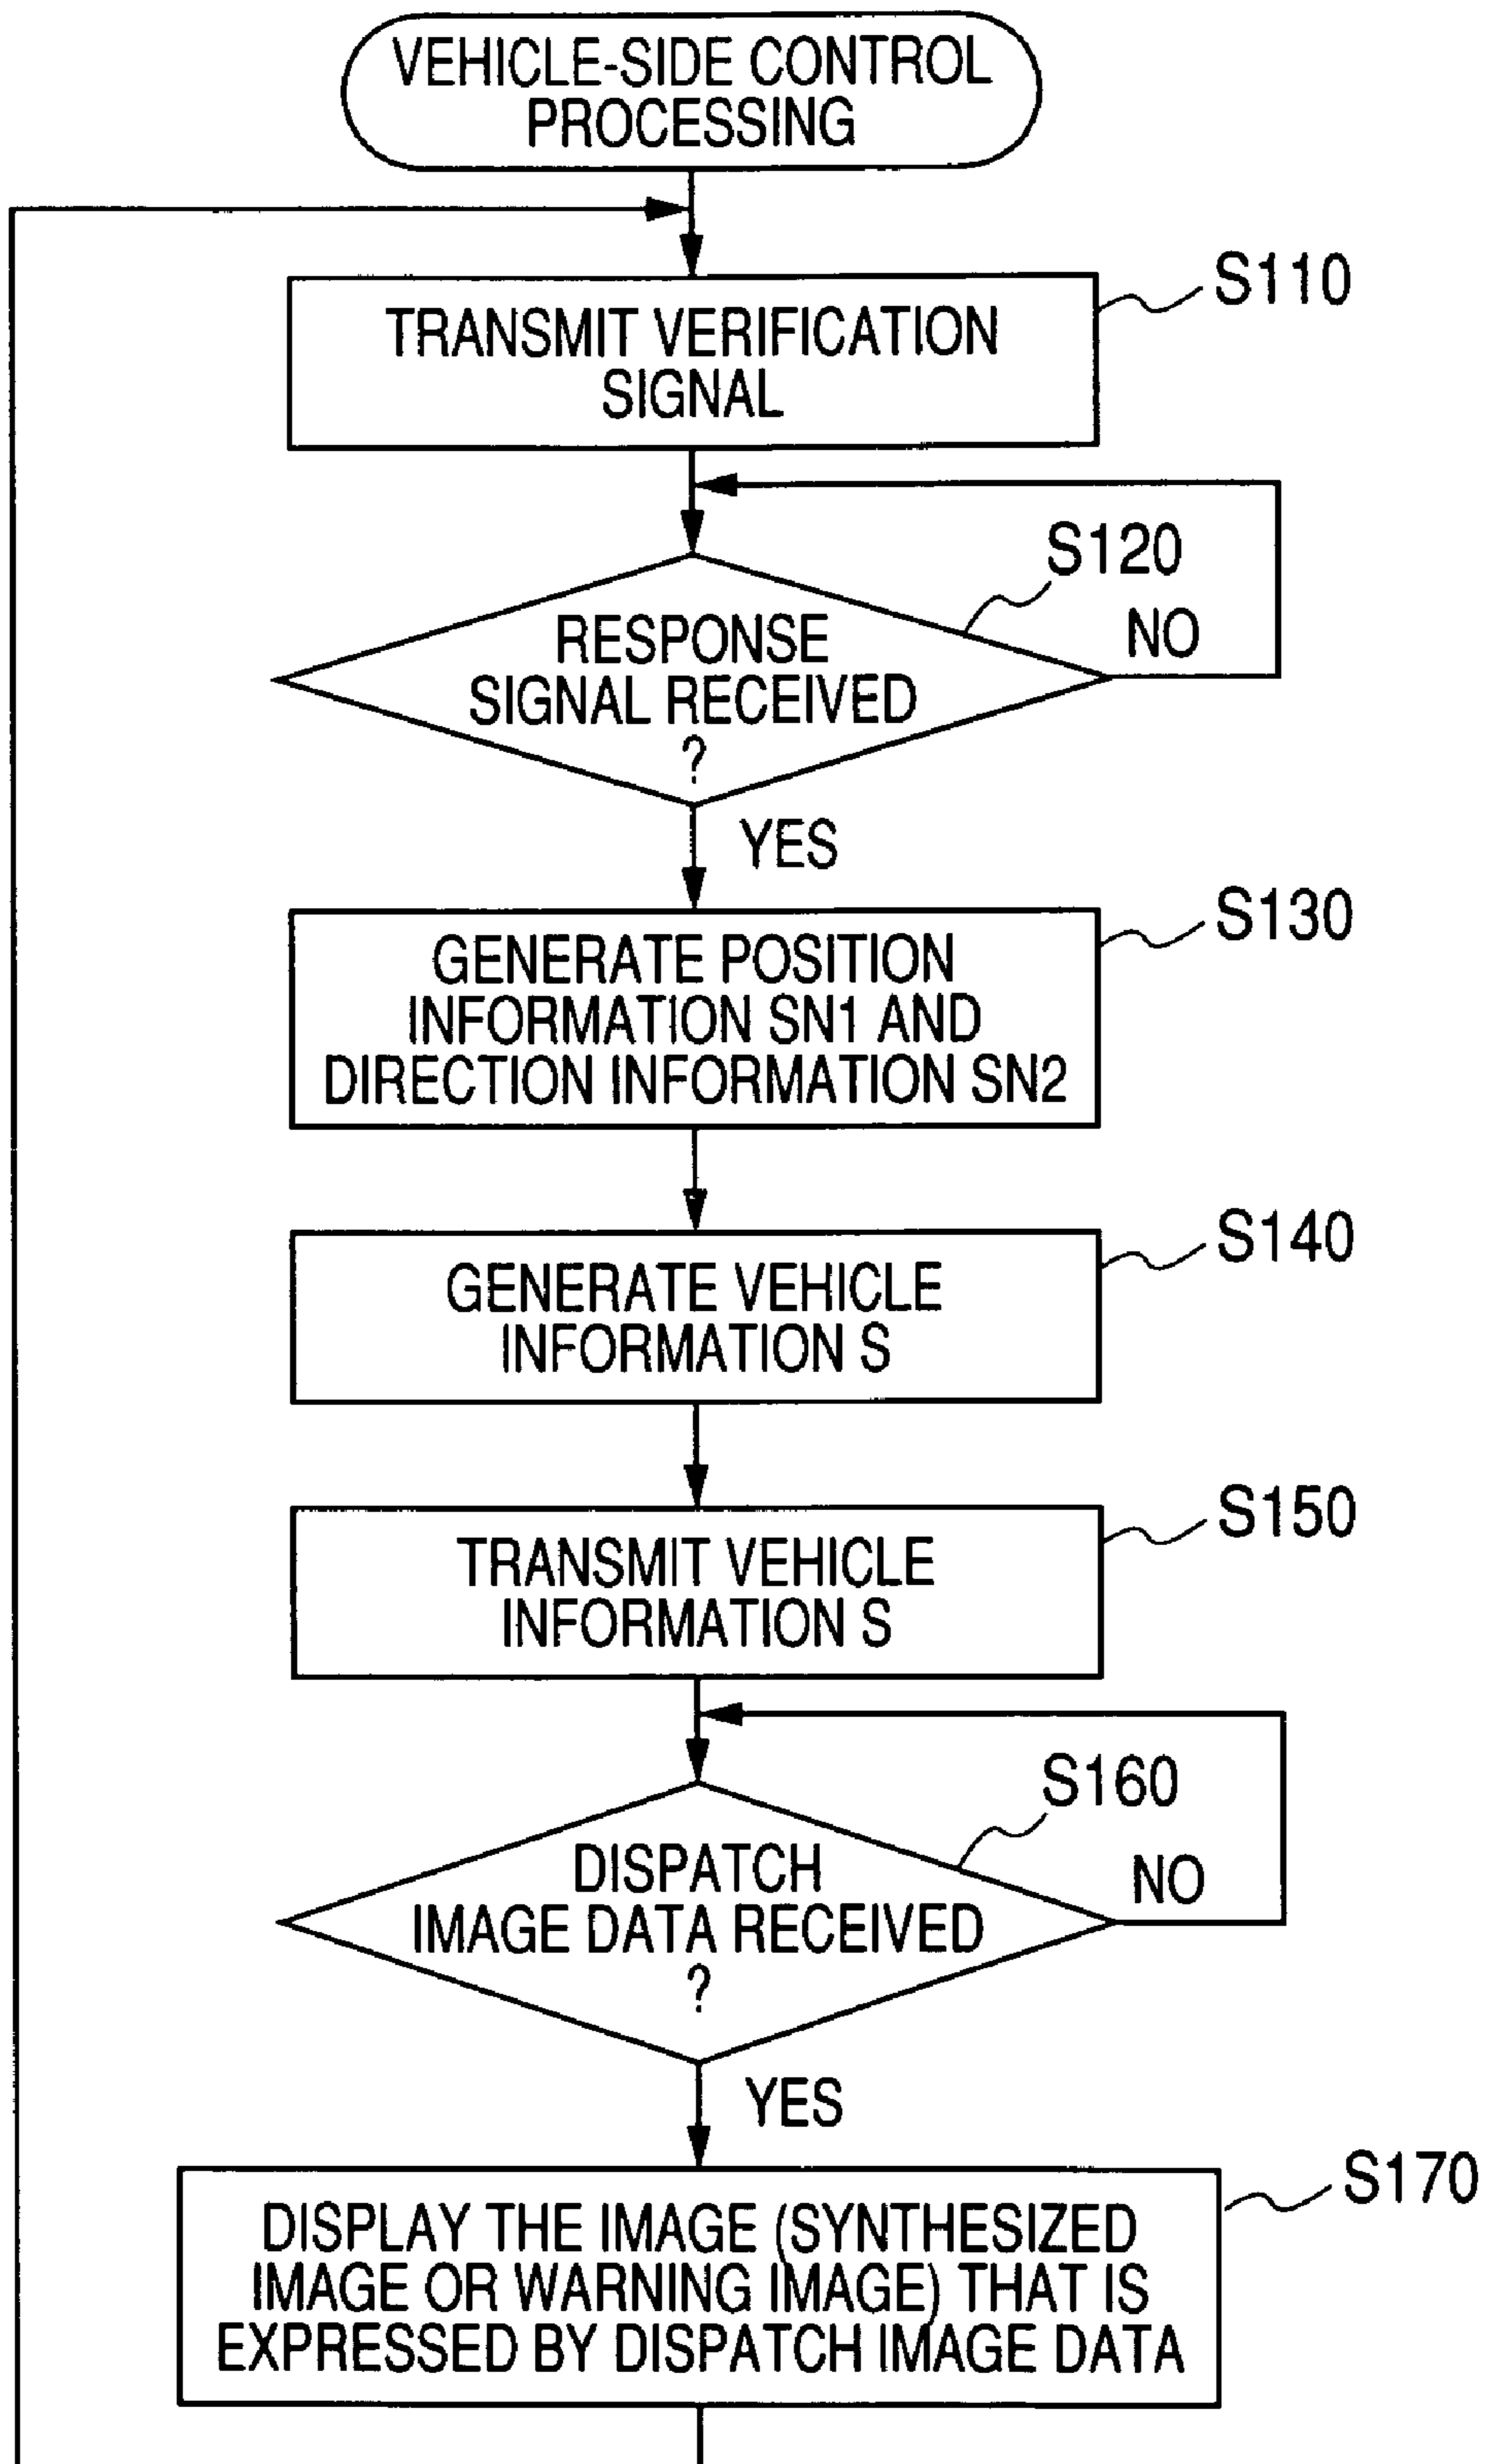 VEHICLE-SIDE CONTROL
PROCESSING
S110
TRANSMIT VERIFICATION
SIGNAL
S120
NO
RESPONSE
SIGNAL RECEIVED
?
YES
S130
GENERATE POSITION
INFORMATION SN1 AND
DIRECTION INFORMATION SN2
S140
GENERATE VEHICLE
INFORMATION S
S150
TRANSMIT VEHICLE
INFORMATION S
S160
NO
DISPATCH
IMAGE DATA RECEIVED
?
YES
S170
DISPLAY THE IMAGE (SYNTHESIZED
IMAGE OR WARNING IMAGE) THAT IS
EXPRESSED BY DISPATCH IMAGE DATA